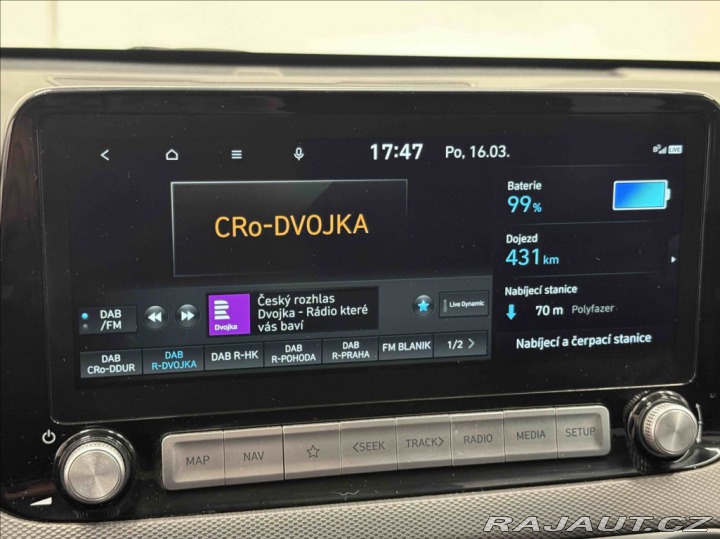 17:47 Po, 16.03.
LIVE
CRo-DVOJKA
Baterie
99%
Dojezd
431 km
Nabíjecí stanice
70 m Polyfazer
Nabíjecí a čerpací stanice
DAB
/FM
Dvojka
Český rozhlas
Dvojka - Rádio které
vás baví
Live Dynamic
DAB
CRo-DDUR
DAB
R-DVOJKA
DAB R-HK
DAB
R-POHODA
DAB
R-PRAHA
FM BLANIK
1/2 >
MAP
NAV
<SEEK
TRACK>
RADIO
MEDIA
SETUP
RAJAUT.CZ